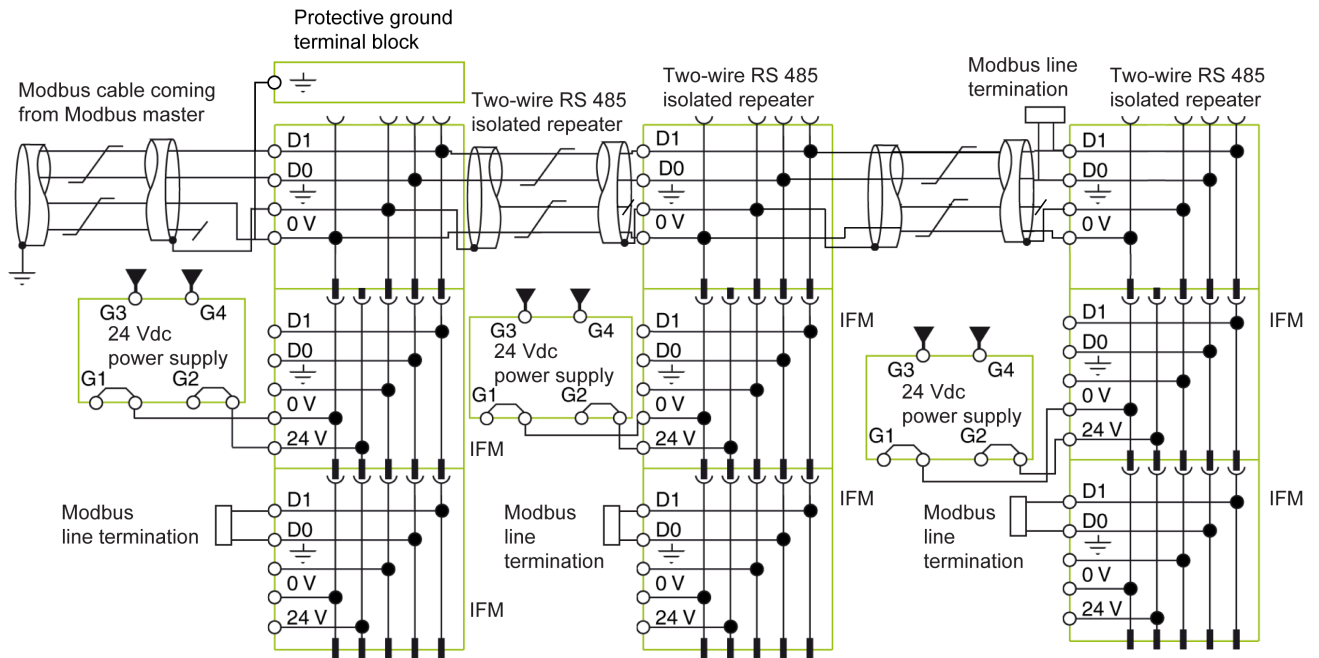 Protective ground
terminal block
Modbus cable coming
from Modbus master
Two-wire RS 485
isolated repeater
Two-wire RS 485
isolated repeater
Modbus line
termination
Two-wire RS 485
isolated repeater
D1
D0
0 V
D1
D0
0 V
D1
D0
0 V
G3
G4
24 Vdc
power supply
G1
G2
D1
D0
0 V
24 V
IFM
G3
G4
24 Vdc
power supply
G1
G2
D1
D0
0 V
24 V
IFM
G3
G4
24 Vdc
power supply
G1
G2
D1
D0
0 V
24 V
IFM
Modbus
line termination
D1
D0
0 V
24 V
IFM
Modbus
line
termination
D1
D0
0 V
24 V
IFM
Modbus
line
termination
D1
D0
0 V
24 V
IFM